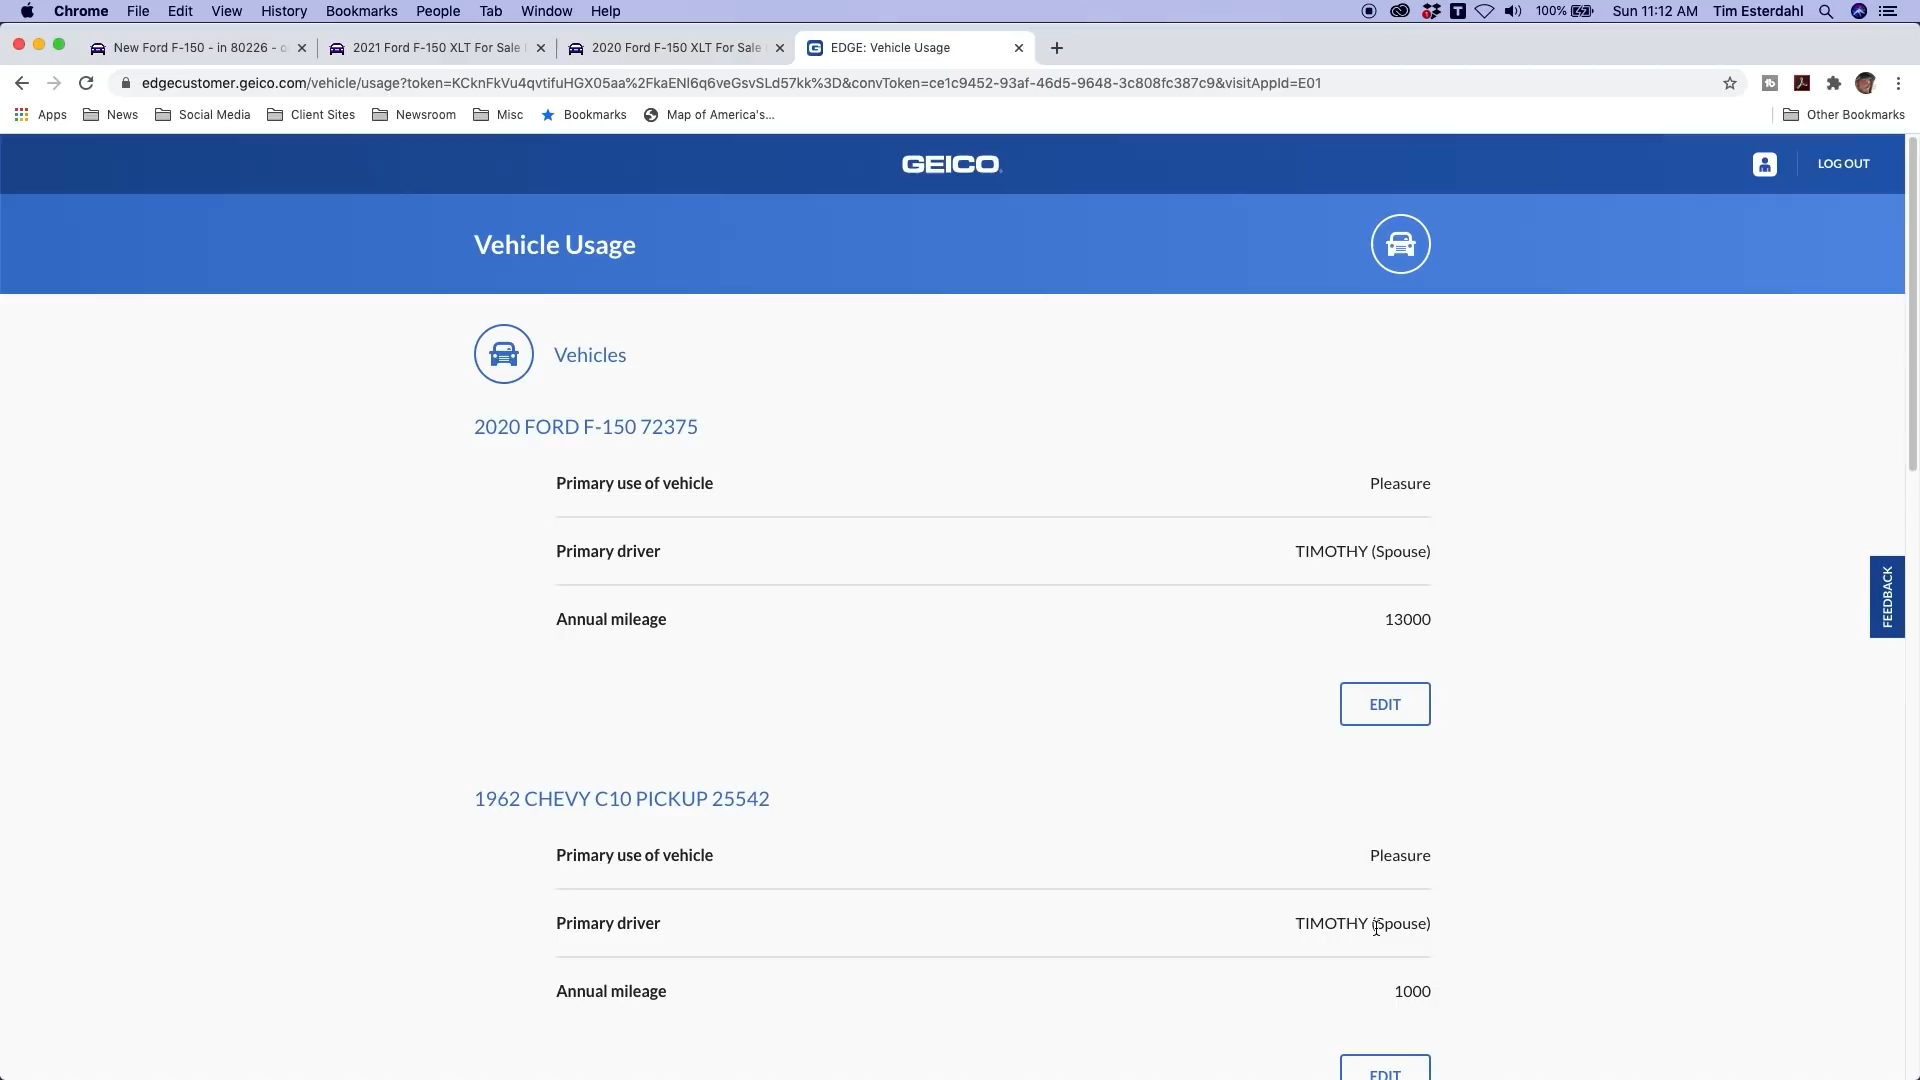 Chrome File Edit View History Bookmarks People Tab Window Help 100% Sun 11:12 AM Tim Esterdahl
New Ford F-150 - in 80226 - 2021 Ford F-150 XLT For Sale 2020 Ford F-150 XLT For Sale EDGE: Vehicle Usage
edgecustomer.geico.com/vehicle/usage?token=KCknFkVu4qvtifuHGX05aa%2FkaENl6q6veGsvSLd57kk%3D&convToken=ce1c9452-93af-46d5-9648-3c808fc387c9&visitAppId=E01
Apps News Social Media Client Sites Newsroom Misc Bookmarks Map of America's... Other Bookmarks
GEICO LOG OUT
Vehicle Usage
Vehicles
2020 FORD F-150 72375
Primary use of vehicle Pleasure
Primary driver TIMOTHY (Spouse)
FEEDBACK
Annual mileage 13000
EDIT
1962 CHEVY C10 PICKUP 25542
Primary use of vehicle Pleasure
Primary driver TIMOTHY (Spouse)
Annual mileage 1000
EDIT